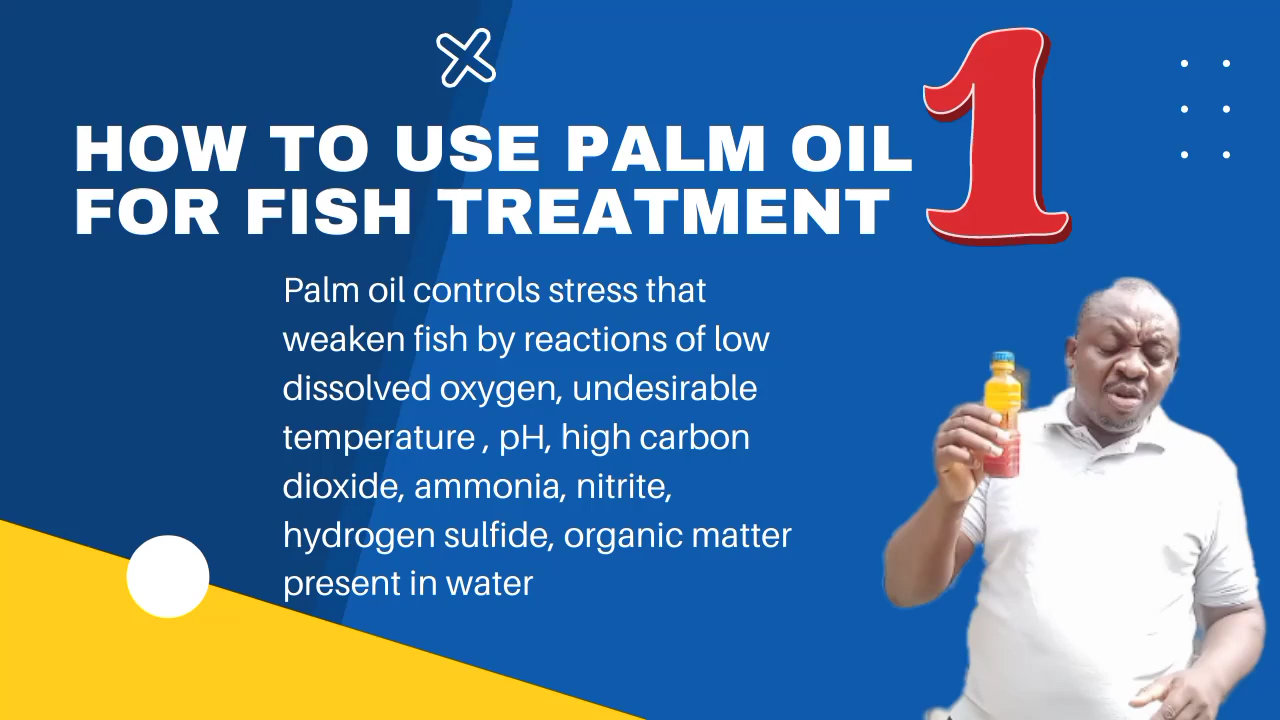 HOW TO USE PALM OIL
FOR FISH TREATMENT
1
Palm oil controls stress that
weaken fish by reactions of low
dissolved oxygen, undesirable
temperature , pH, high carbon
dioxide, ammonia, nitrite,
hydrogen sulfide, organic matter
present in water